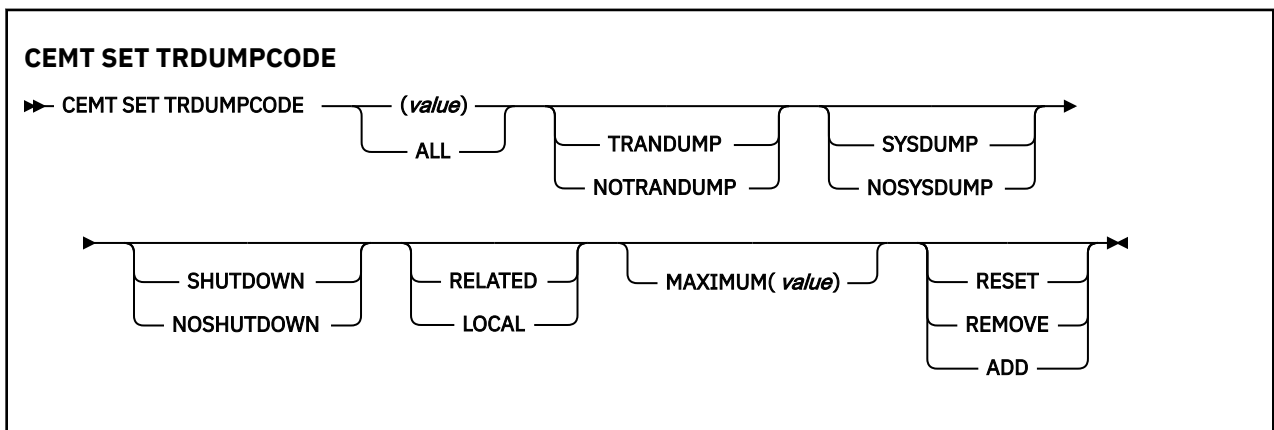 CEMT SET TRDUMPCODE
CEMT SET TRDUMPCODE (value)
ALL
TRANDUMP
NOTRANDUMP
SYSDUMP
NOSYSDUMP
SHUTDOWN
NOSHUTDOWN
RELATED
LOCAL
MAXIMUM( value)
RESET
REMOVE
ADD